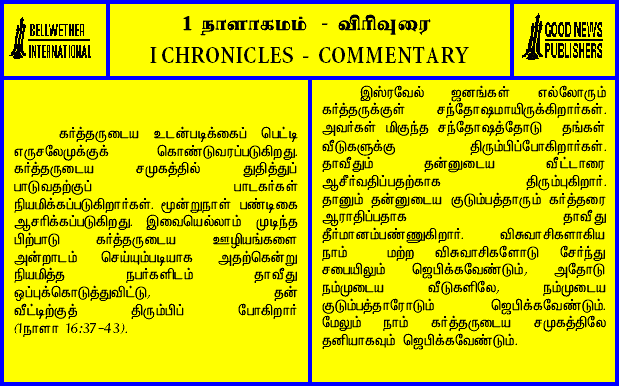 BELLWETHER
INTERNATIONAL
1 நாளாகமம் - விரிவுரை
I CHRONICLES - COMMENTARY
GOOD NEWS
PUBLISHERS
கர்த்தருடைய உடன்படிக்கைப் பெட்டி
எருசலேமுக்குக் கொண்டுவரப்படுகிறது.
கர்த்தருடைய சமுகத்தில் துதித்துப்
பாடுவதற்குப் பாடகர்கள்
நியமிக்கப்படுகிறார்கள். மூன்றுநாள் பண்டிகை
ஆசரிக்கப்படுகிறது. இவையெல்லாம் முடிந்த
பிற்பாடு கர்த்தருடைய ஊழியங்களை
அன்றாடம் செய்யும்படியாக அதற்கென்று
நியமித்த நபர்களிடம் தாவீது
ஒப்புக்கொடுத்துவிட்டு, தன்
வீட்டிற்குத் திரும்பிப் போகிறார்
(1நாளா 16:37-43).
இஸ்ரவேல் ஜனங்கள் எல்லோரும்
கர்த்தருக்குள் சந்தோஷமாயிருக்கிறார்கள்.
அவர்கள் மிகுந்த சந்தோஷத்தோடு தங்கள்
வீடுகளுக்கு திரும்பிப்போகிறார்கள்.
தாவீதும் தன்னுடைய வீட்டாரை
ஆசீர்வதிப்பதற்காக திரும்புகிறார்.
தானும் தன்னுடைய குடும்பத்தாரும் கர்த்தரை
ஆராதிப்பதாக தாவீது
தீர்மானம்பண்ணுகிறார். விசுவாசிகளாகிய
நாம் மற்ற விசுவாசிகளோடு சேர்ந்து
சபையிலும் ஜெபிக்கவேண்டும், அதோடு
நம்முடைய வீடுகளிலே, நம்முடைய
குடும்பத்தாரோடும் ஜெபிக்கவேண்டும்.
மேலும் நாம் கர்த்தருடைய சமுகத்திலே
தனியாகவும் ஜெபிக்கவேண்டும்.